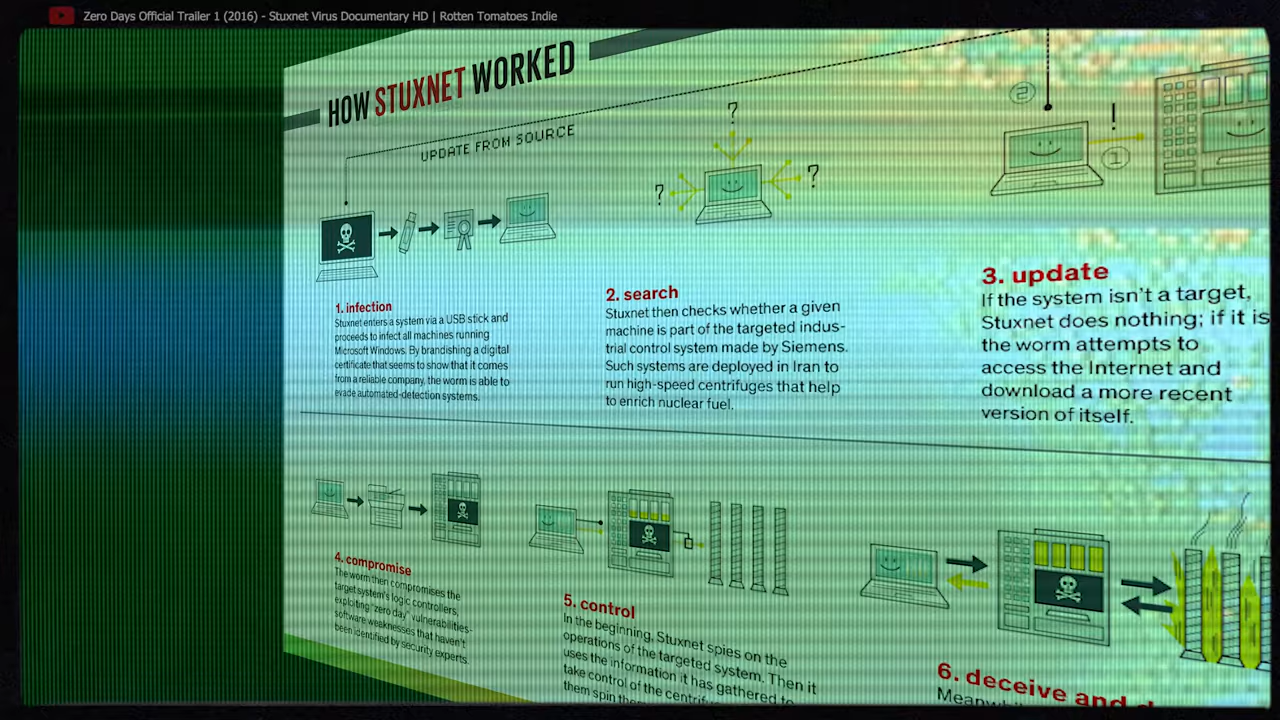 Zero Days Official Trailer 1 (2016) - Stuxnet Virus Documentary HD | Rotten Tomatoes Indie
HOW STUXNET WORKED
UPDATE FROM SOURCE
?
?
?
2
!
1
1. infection
Stuxnet enters a system via a USB stick and
proceeds to infect all machines running
Microsoft Windows. By brandishing a digital
certificate that seems to show that it comes
from a reliable company, the worm is able to
evade automated-detection systems.
2. search
Stuxnet then checks whether a given
machine is part of the targeted indus-
trial control system made by Siemens.
Such systems are deployed in Iran to
run high-speed centrifuges that help
to enrich nuclear fuel.
3. update
If the system isn't a target,
Stuxnet does nothing; if it is
the worm attempts to
access the Internet and
download a more recent
version of itself.
4. compromise
The worm then compromises the
target system's logic controllers,
exploiting "zero day" vulnerabilities-
software weaknesses that haven't
been identified by security experts.
5. control
In the beginning, Stuxnet spies on the
operations of the targeted system. Then it
uses the information it has gathered to
take control of the
them spin
6. deceive and
Meanwhile